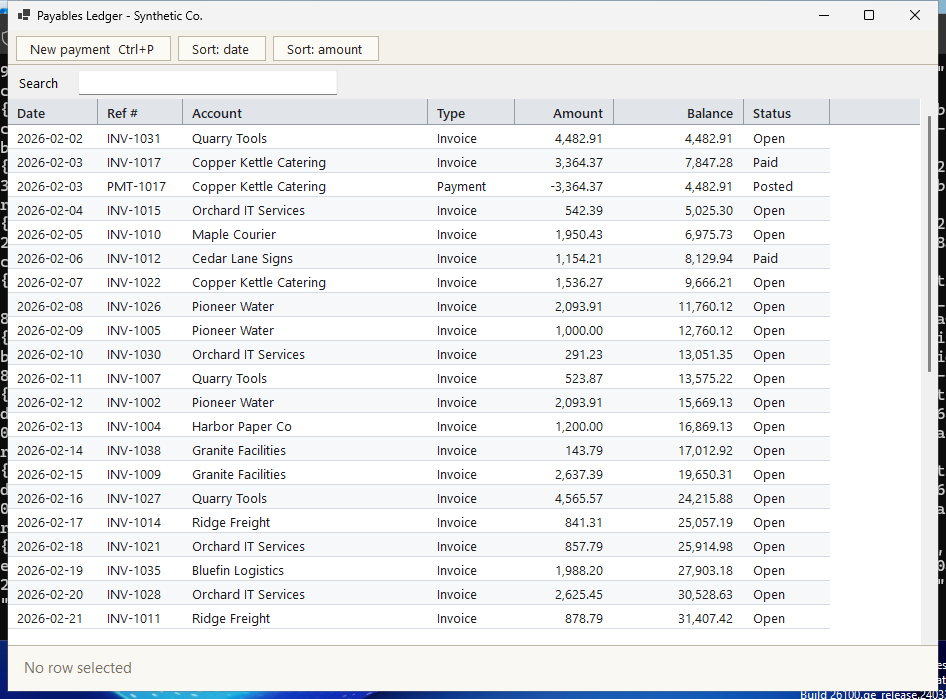 Payables Ledger - Synthetic Co.
New payment Ctrl+P Sort: date Sort: amount
Search
Date Ref # Account Type Amount Balance Status
2026-02-02 INV-1031 Quarry Tools Invoice 4,482.91 4,482.91 Open
2026-02-03 INV-1017 Copper Kettle Catering Invoice 3,364.37 7,847.28 Paid
2026-02-03 PMT-1017 Copper Kettle Catering Payment -3,364.37 4,482.91 Posted
2026-02-04 INV-1015 Orchard IT Services Invoice 542.39 5,025.30 Open
2026-02-05 INV-1010 Maple Courier Invoice 1,950.43 6,975.73 Open
2026-02-06 INV-1012 Cedar Lane Signs Invoice 1,154.21 8,129.94 Paid
2026-02-07 INV-1022 Copper Kettle Catering Invoice 1,536.27 9,666.21 Open
2026-02-08 INV-1026 Pioneer Water Invoice 2,093.91 11,760.12 Open
2026-02-09 INV-1005 Pioneer Water Invoice 1,000.00 12,760.12 Open
2026-02-10 INV-1030 Orchard IT Services Invoice 291.23 13,051.35 Open
2026-02-11 INV-1007 Quarry Tools Invoice 523.87 13,575.22 Open
2026-02-12 INV-1002 Pioneer Water Invoice 2,093.91 15,669.13 Open
2026-02-13 INV-1004 Harbor Paper Co Invoice 1,200.00 16,869.13 Open
2026-02-14 INV-1038 Granite Facilities Invoice 143.79 17,012.92 Open
2026-02-15 INV-1009 Granite Facilities Invoice 2,637.39 19,650.31 Open
2026-02-16 INV-1027 Quarry Tools Invoice 4,565.57 24,215.88 Open
2026-02-17 INV-1014 Ridge Freight Invoice 841.31 25,057.19 Open
2026-02-18 INV-1021 Orchard IT Services Invoice 857.79 25,914.98 Open
2026-02-19 INV-1035 Bluefin Logistics Invoice 1,988.20 27,903.18 Open
2026-02-20 INV-1028 Orchard IT Services Invoice 2,625.45 30,528.63 Open
2026-02-21 INV-1011 Ridge Freight Invoice 878.79 31,407.42 Open
No row selected
Build 26100.ge_release.2403